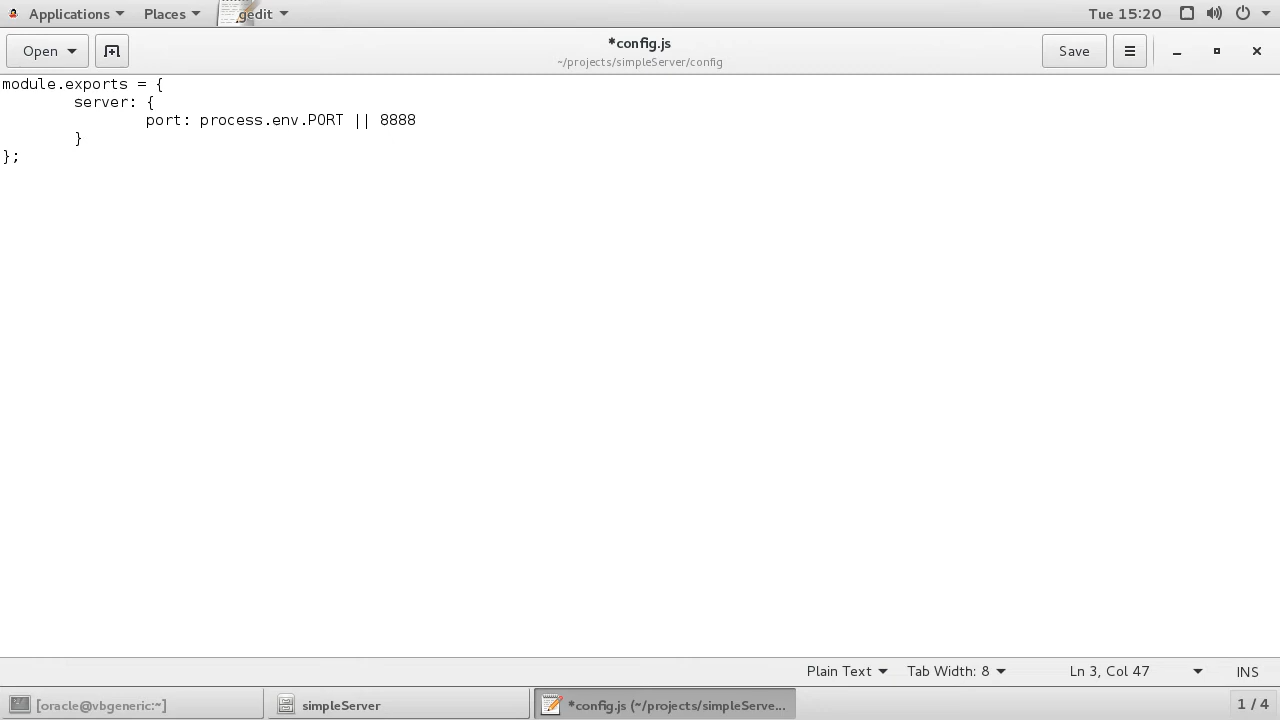 Applications Places gedit Tue 15:20
Open *config.js Save
~/projects/simpleServer/config
module.exports = {
        server: {
                port: process.env.PORT || 8888
        }
};
Plain Text Tab Width: 8 Ln 3, Col 47 INS
[oracle@vbgeneric:~] simpleServer *config.js (~/projects/simpleServe... 1 / 4